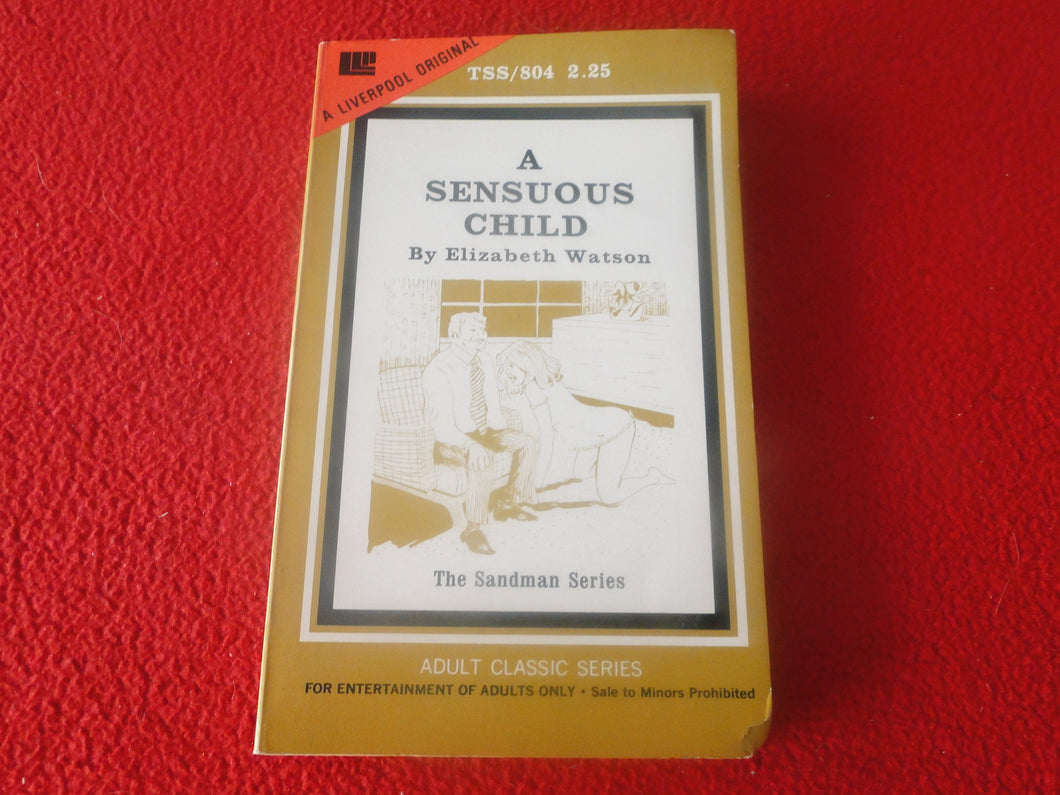 A LIVERPOOL ORIGINAL
TSS/804 2.25
A
SENSUOUS
CHILD
By Elizabeth Watson
The Sandman Series
ADULT CLASSIC SERIES
FOR ENTERTAINMENT OF ADULTS ONLY • Sale to Minors Prohibited